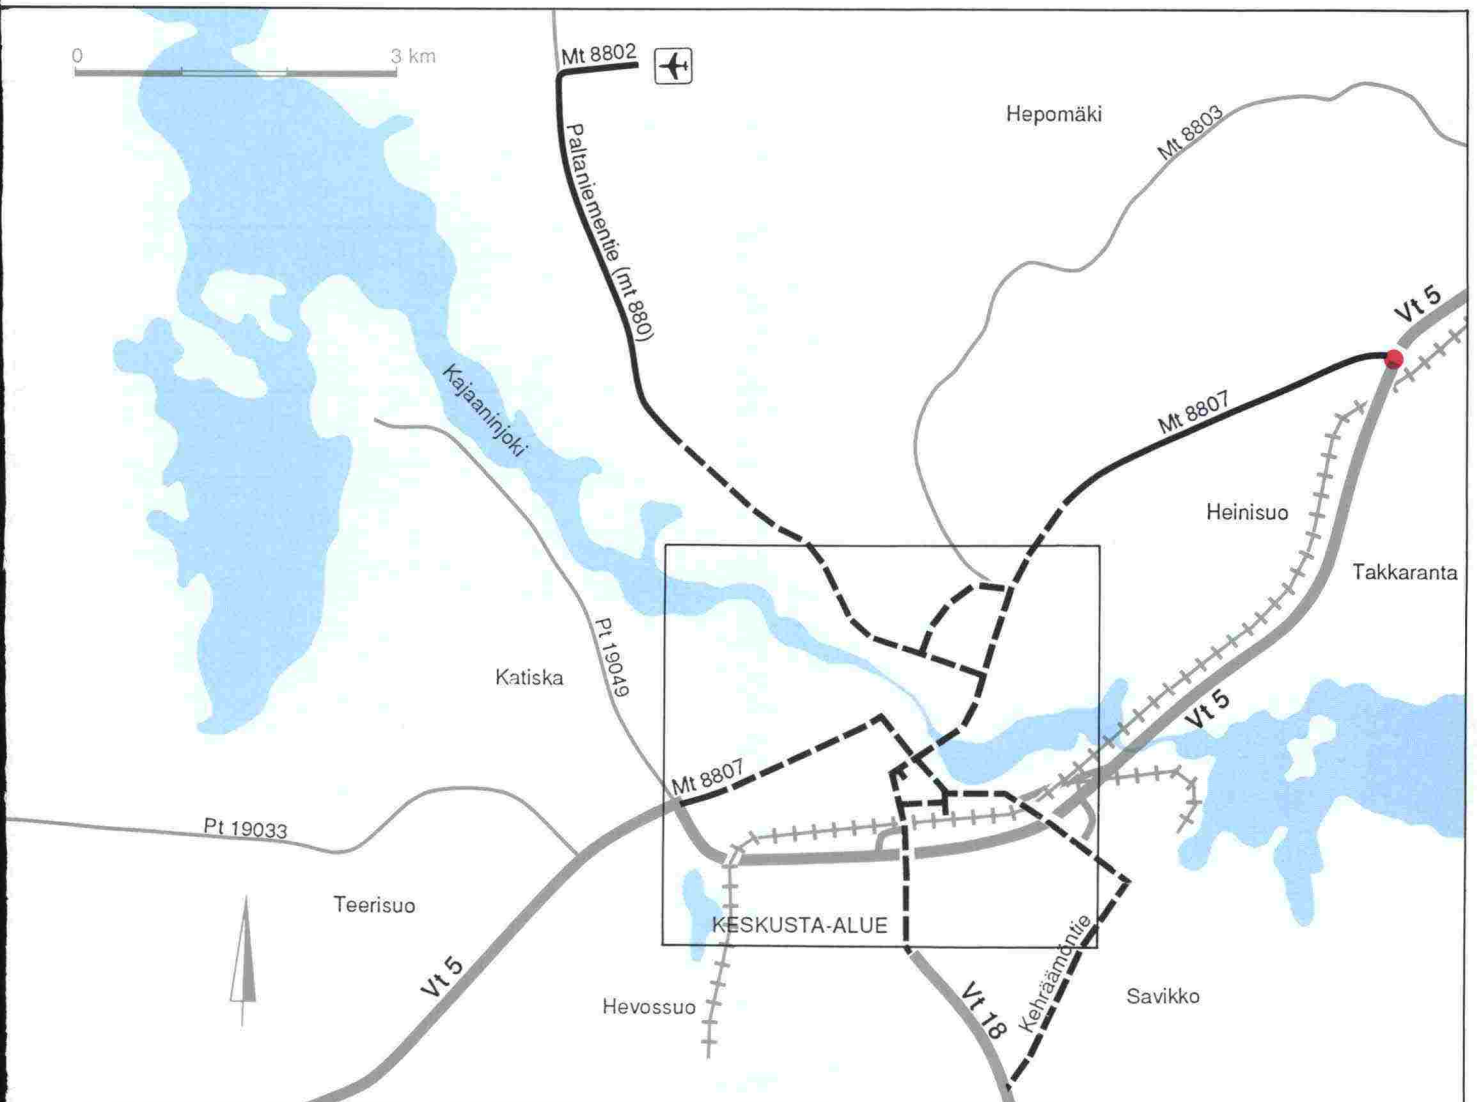 0 3 km
Mt 8802
Hepomäki
Mt 8803
Paltaniementie (mt 880)
Vt 5
Kajaaninjoki
Mt 8807
Heinisuo
Takkaranta
Pt 19049
Katiska
Vt 5
Mt 8807
Pt 19033
Teerisuo
KESKUSTA-ALUE
Kehräämöntie
Vt 5
Hevossuo
Vt 18
Savikko